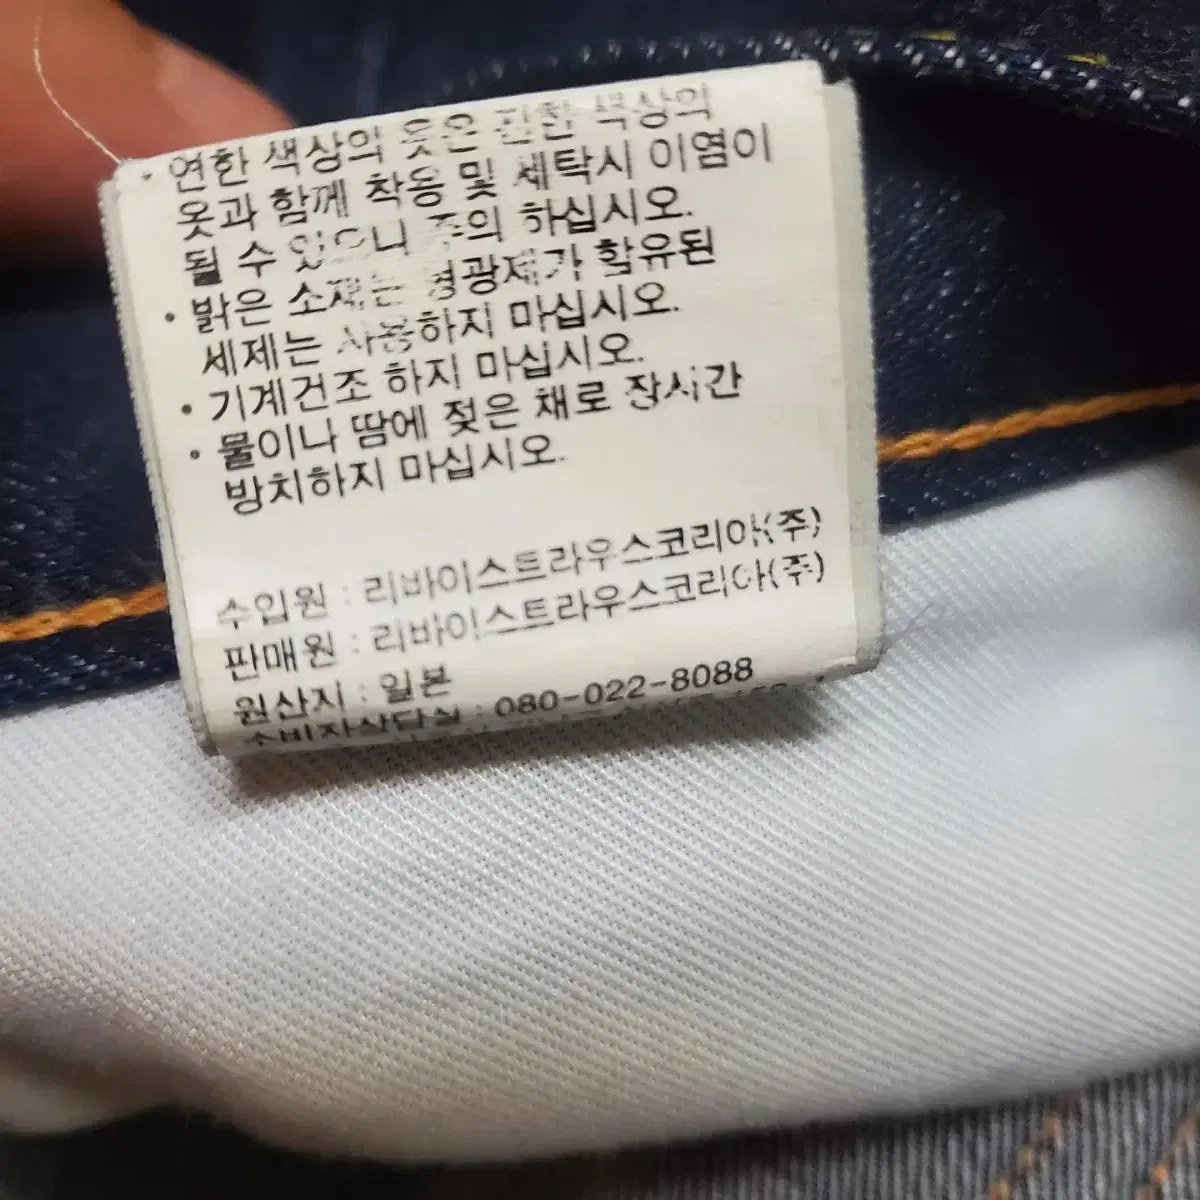 · 연한 색상의 옷은 진한 색상의
옷과 함께 착용 및 세탁시 이염이
될 수 있으니 주의 하십시오.
· 밝은 소재는 형광제가 함유된
세제는 사용하지 마십시오.
· 기계건조 하지 마십시오.
· 물이나 땀에 젖은 채로 장시간
방치하지 마십시오.
수입원 : 리바이스트라우스코리아(주)
판매원 : 리바이스트라우스코리아(주)
원산지 : 일본
소비자상담실 : 080-022-8088